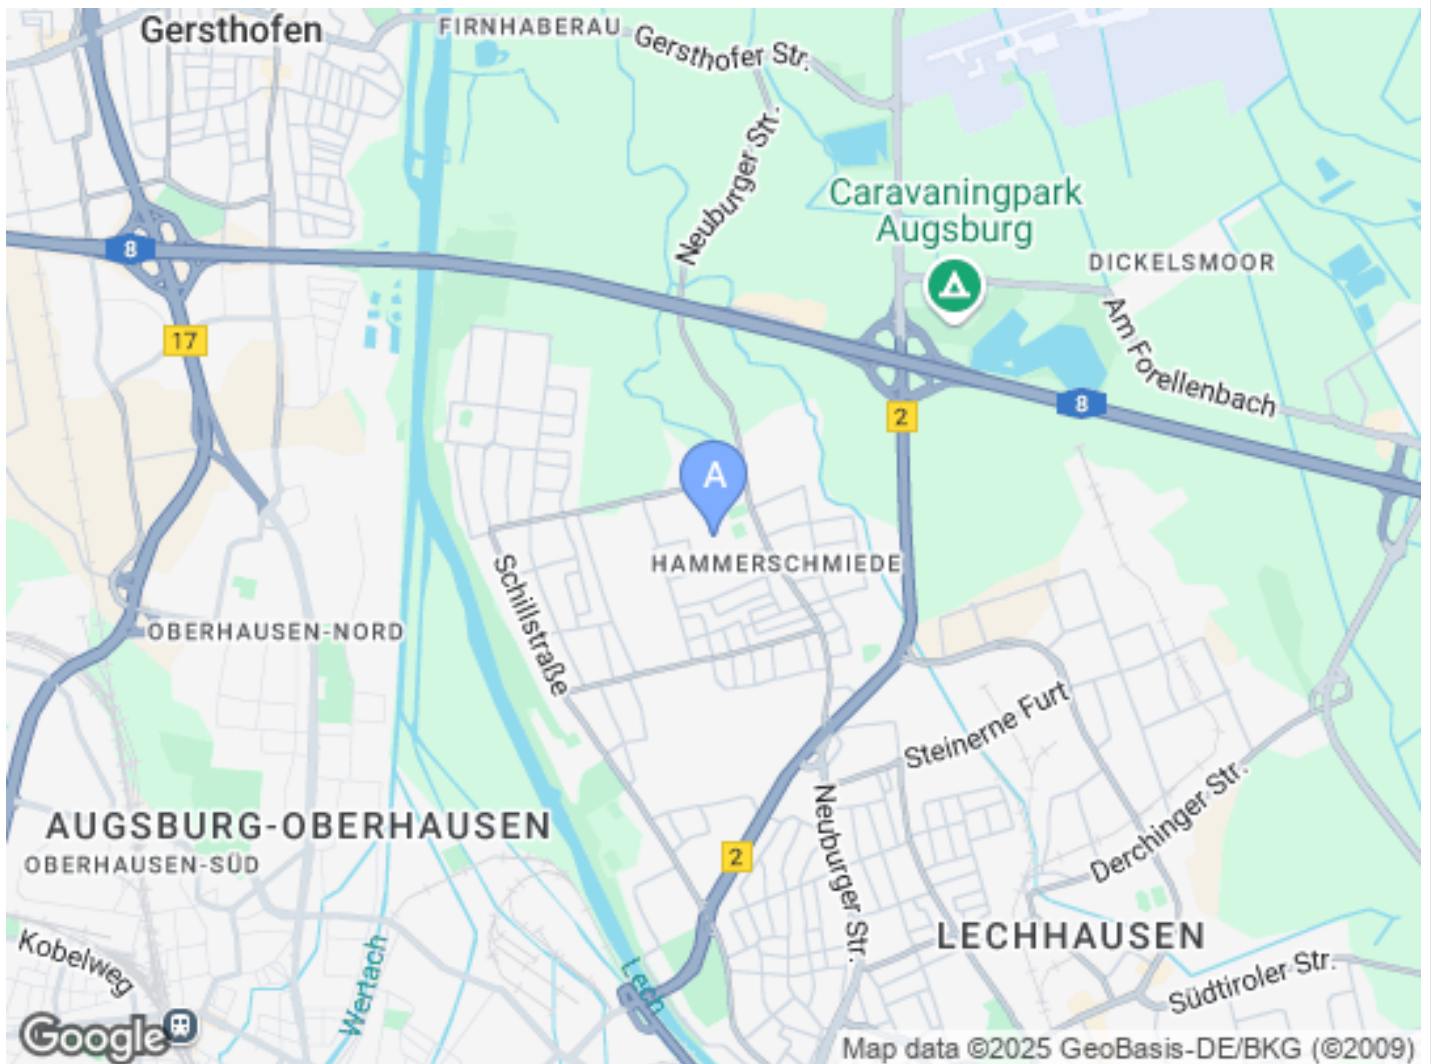 Gersthofen
FIRNHABERAU
Gersthofer Str.
Neuburger Str.
Caravaningpark
Augsburg
DICKELSMOOR
8
17
Am Forellenbach
8
2
A
HAMMERSCHMIEDE
Schillstraße
OBERHAUSEN-NORD
Steinerne Furt
Neuburger Str.
Derchinger Str.
AUGSBURG-OBERHAUSEN
OBERHAUSEN-SÜD
2
LECHHAUSEN
Kobelweg
Wertach
Lech
Südtiroler Str.
Google
Map data ©2025 GeoBasis-DE/BKG (©2009)